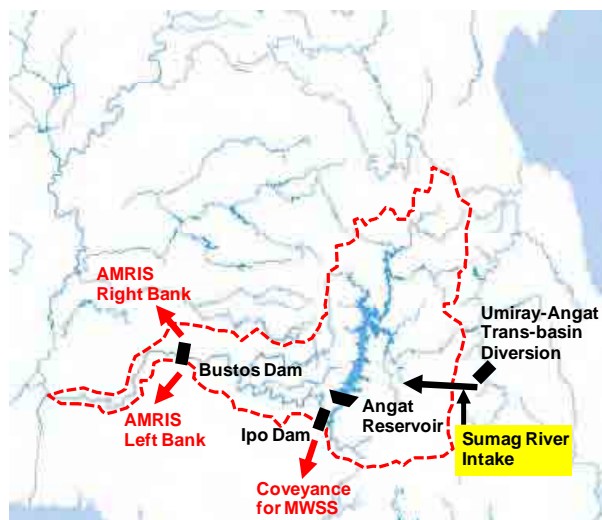 AMRIS
Right Bank
Umiray-Angat
Trans-basin
Diversion
Bustos Dam
AMRIS
Left Bank
Ipo Dam
Angat
Reservoir
Sumag River
Intake
Coveyance
for MWSS